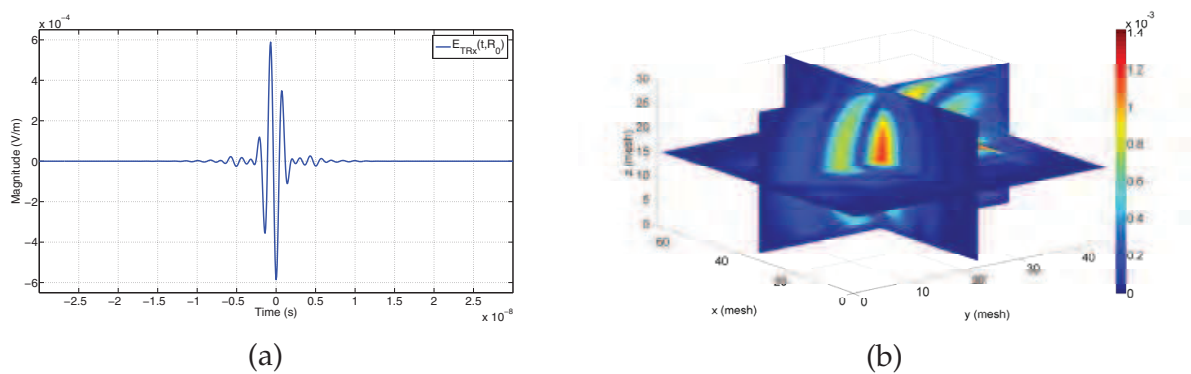 x 10⁻⁴
E_TRx(t,R_0)
6
4
2
0
−2
−4
−6
Magnitude (V/m)
−2.5 −2 −1.5 −1 −0.5 0 0.5 1 1.5 2 2.5
Time (s)
x 10⁻⁸
(a)
x 10⁻³
1.4
1.2
1
0.8
0.6
0.4
0.2
0
30
25
20
15
10
5
0
z (mesh)
60
40
20
0
x (mesh)
0
10
20
30
40
y (mesh)
(b)